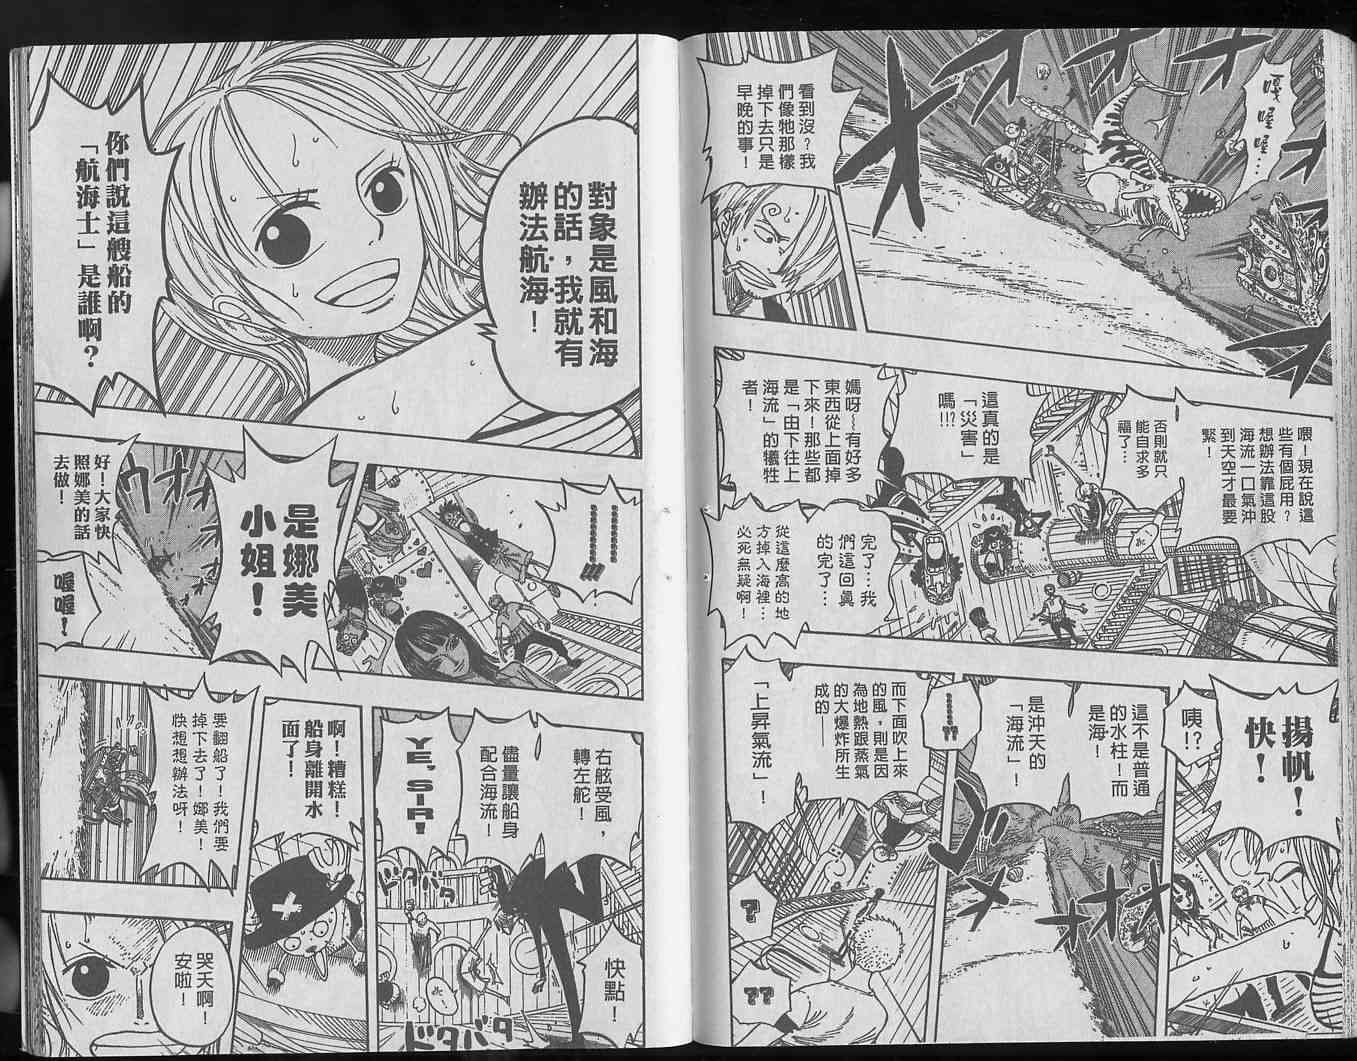 嘎
喔
喔…
看到沒?我
們像牠那樣
掉下去只是
早晚的事!
喂!現在說這
些有個屁用?
想辦法靠這股
海流一口氣沖
到天空才最要
緊!
否則就只
能自求多
福了…
這真的是
「災害」
嗎!!!
媽呀~有好多
東西從上面掉
下來!那些都
是「由下往上
海流」的犧牲
者!
完了…我
們這回真
的完了…
從這麼高的地
方掉入海裡…
必死無疑啊!
揚帆!
快!
咦!?
這不是普通
的水柱!而
是海!
是沖天的
「海流」!
………??
而下面吹上來
的風,則是因
為地熱跟蒸氣
的大爆炸所生
成的—
「上昇氣流」!
?
??
對象是風和海
的話,我就有
辦法航海!
你們說這艘船的
「航海士」是誰啊?
………!!!
是娜美
小姐!
好!大家快
照娜美的話
去做!
喔喔!
右舷受風,
轉左舵!
儘量讓船身
配合海流!
YE, SIR!
ドタバタ
快點!
ドタバタ
啊!糟糕!
船身離開水
面了!
要翻船了!我們要
掉下去了!娜美!
快想想辦法呀!
哭天啊!
安啦!